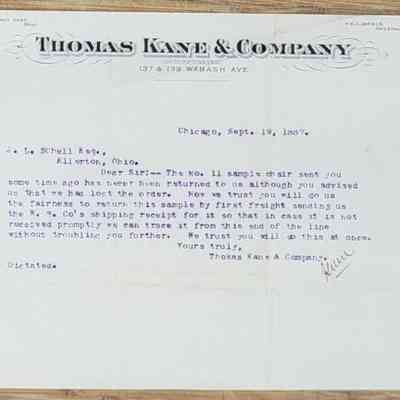 THOMAS KANE & COMPANY
137 & 139 WABASH AVE.
Chicago, Sept. 19, 1887.
J. L. Schell Esq.,
Ellerton, Ohio.
Dear Sir:-- The No. 11 sample chair sent you
some time ago has never been returned to us although you advised
us that we had lost the order. Now we trust you will do us
the fairness to return this sample by first freight sending us
the R. R. Co's shipping receipt for it so that in case it is not
received promptly we can trace it from this end of the line
without troubling you further. We trust you will do this at once.
Yours truly,
Thomas Kane & Company.
Dictated.